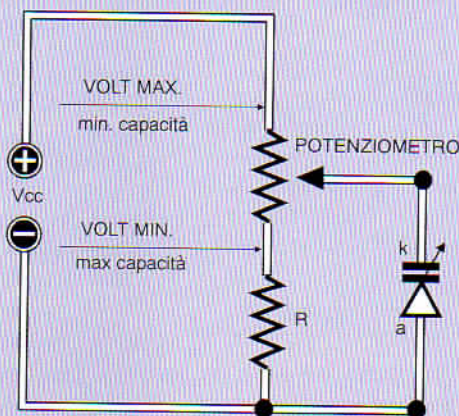 VOLT MAX.
min. capacità
POTENZIOMETRO
+
Vcc
-
VOLT MIN.
max capacità
k
R
a